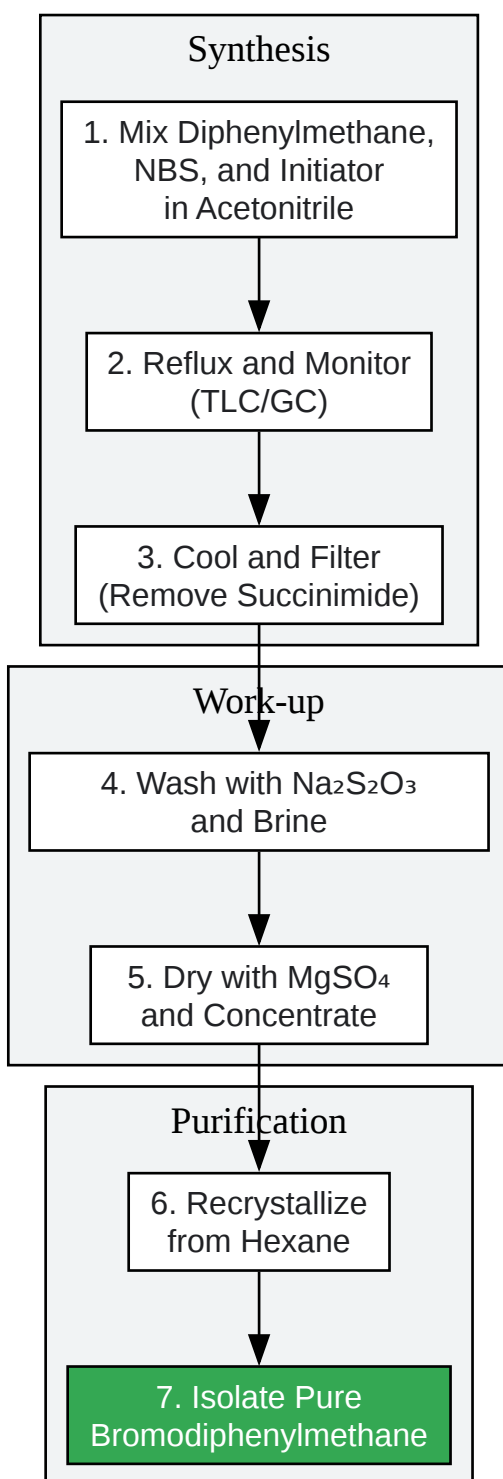 Synthesis
1. Mix Diphenylmethane,
NBS, and Initiator
in Acetonitrile
2. Reflux and Monitor
(TLC/GC)
3. Cool and Filter
(Remove Succinimide)
Work-up
4. Wash with Na₂S₂O₃
and Brine
5. Dry with MgSO₄
and Concentrate
Purification
6. Recrystallize
from Hexane
7. Isolate Pure
Bromodiphenylmethane